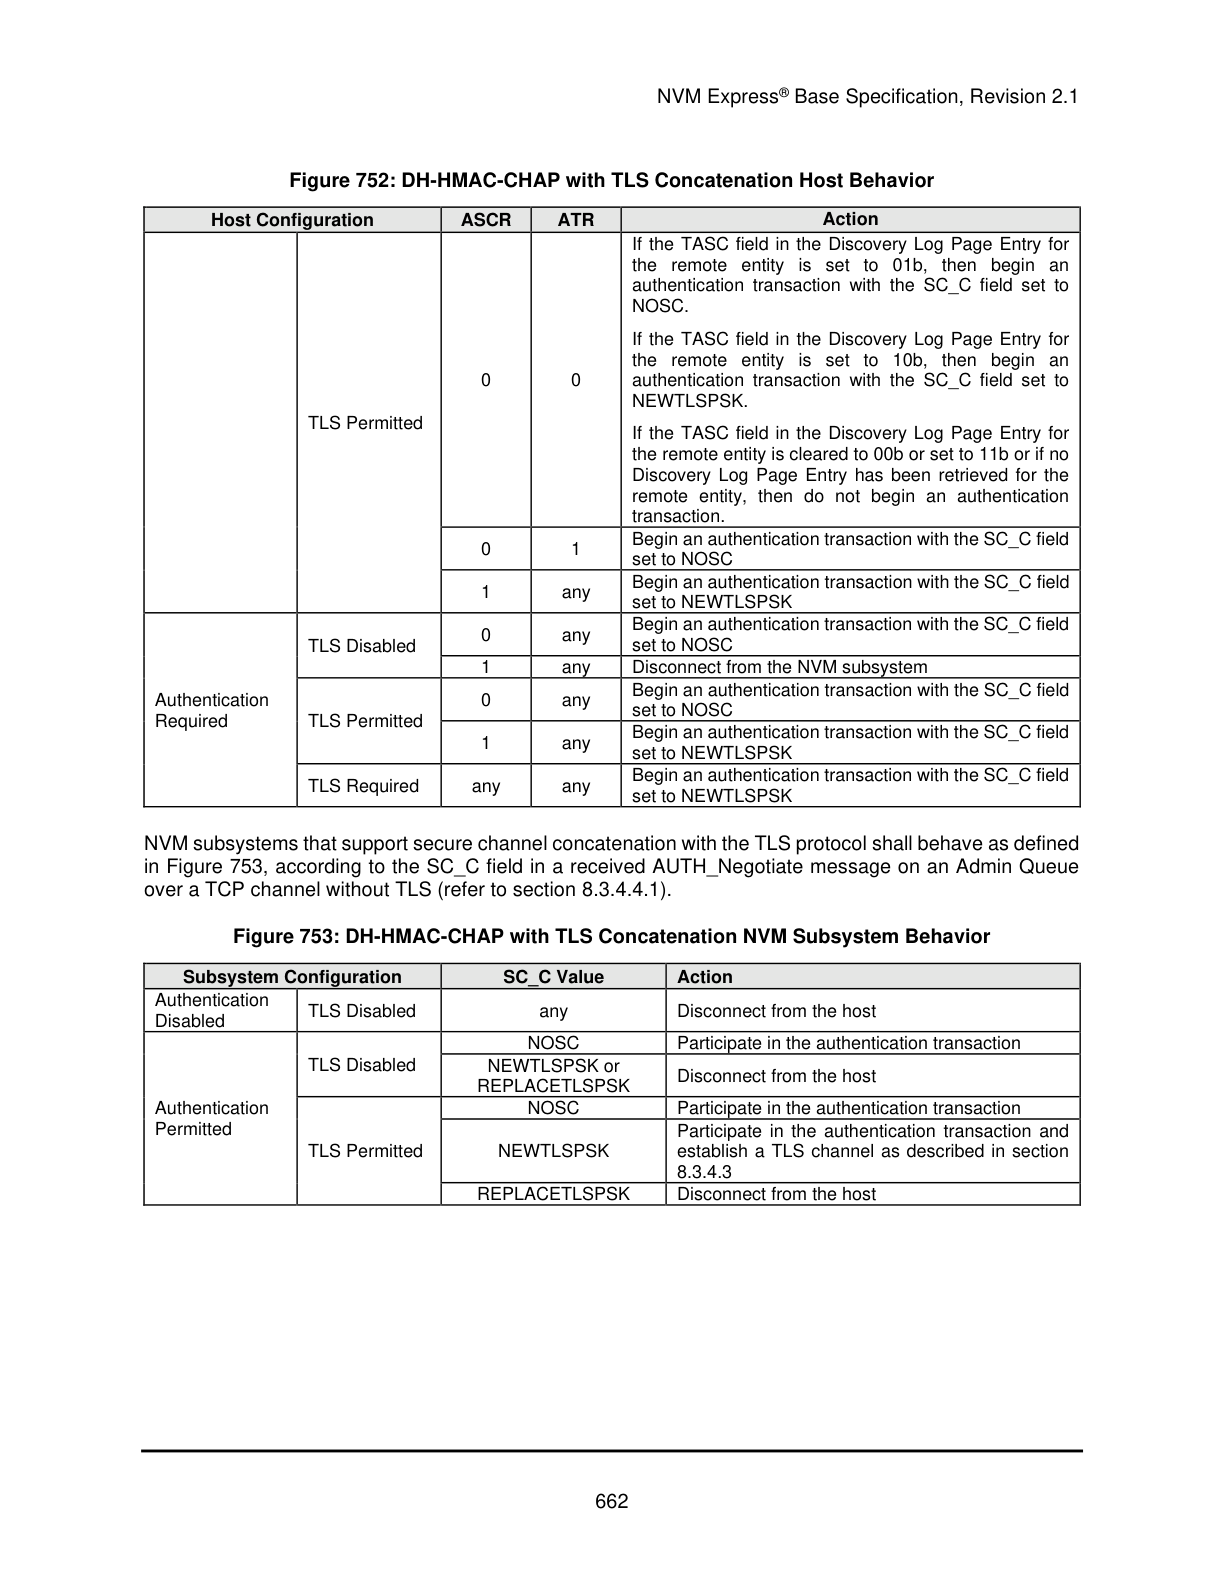 NVM Express® Base Specification, Revision 2.1
Figure 752: DH-HMAC-CHAP with TLS Concatenation Host Behavior
Host Configuration ASCR ATR Action
TLS Permitted
0 0
If the TASC field in the Discovery Log Page Entry for
the remote entity is set to 01b, then begin an
authentication transaction with the SC_C field set to
NOSC.
If the TASC field in the Discovery Log Page Entry for
the remote entity is set to 10b, then begin an
authentication transaction with the SC_C field set to
NEWTLSPSK.
If the TASC field in the Discovery Log Page Entry for
the remote entity is cleared to 00b or set to 11b or if no
Discovery Log Page Entry has been retrieved for the
remote entity, then do not begin an authentication
transaction.
0 1
Begin an authentication transaction with the SC_C field
set to NOSC
1 any
Begin an authentication transaction with the SC_C field
set to NEWTLSPSK
Authentication
Required
TLS Disabled
0 any
Begin an authentication transaction with the SC_C field
set to NOSC
1 any Disconnect from the NVM subsystem
TLS Permitted
0 any
Begin an authentication transaction with the SC_C field
set to NOSC
1 any
Begin an authentication transaction with the SC_C field
set to NEWTLSPSK
TLS Required any any
Begin an authentication transaction with the SC_C field
set to NEWTLSPSK
NVM subsystems that support secure channel concatenation with the TLS protocol shall behave as defined
in Figure 753, according to the SC_C field in a received AUTH_Negotiate message on an Admin Queue
over a TCP channel without TLS (refer to section 8.3.4.4.1).
Figure 753: DH-HMAC-CHAP with TLS Concatenation NVM Subsystem Behavior
Subsystem Configuration SC_C Value Action
Authentication
Disabled
TLS Disabled any Disconnect from the host
Authentication
Permitted
TLS Disabled
NOSC Participate in the authentication transaction
NEWTLSPSK or
REPLACETLSPSK
Disconnect from the host
TLS Permitted
NOSC Participate in the authentication transaction
NEWTLSPSK
Participate in the authentication transaction and
establish a TLS channel as described in section
8.3.4.3
REPLACETLSPSK Disconnect from the host
662